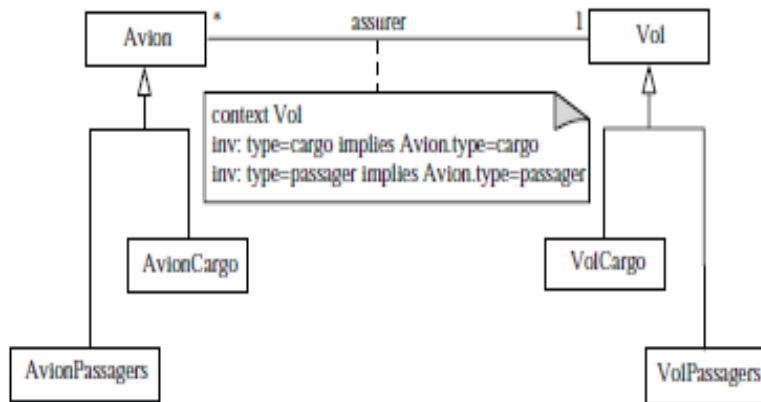 * assurer 1
Avion Vol
context Vol
inv: type=cargo implies Avion.type=cargo
inv: type=passager implies Avion.type=passager
AvionCargo VolCargo
AvionPassagers VolPassagers